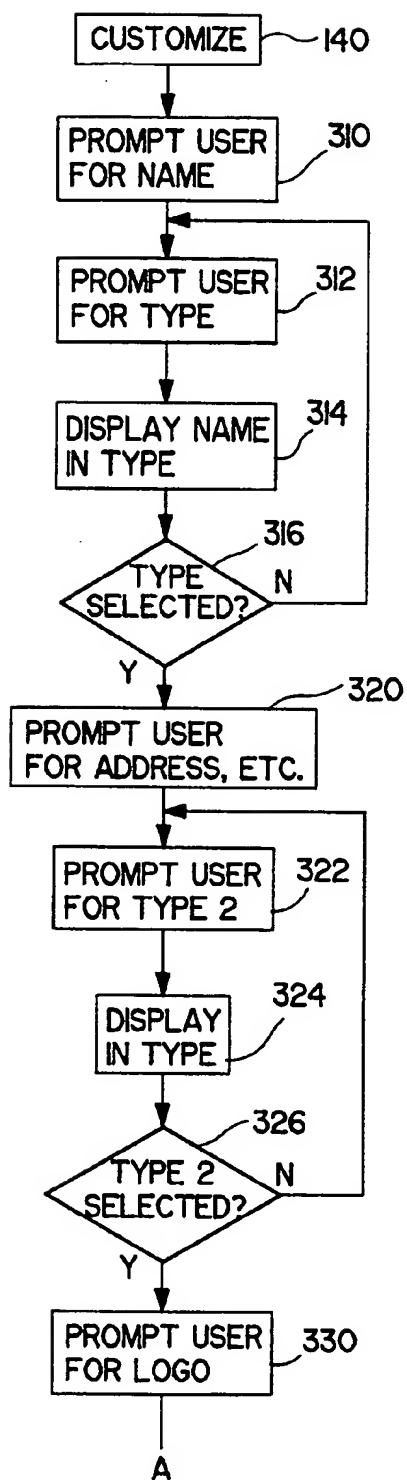 CUSTOMIZE 140
PROMPT USER
FOR NAME
310
PROMPT USER
FOR TYPE
312
DISPLAY NAME
IN TYPE
314
316
TYPE
SELECTED?
N
Y
320
PROMPT USER
FOR ADDRESS, ETC.
PROMPT USER
FOR TYPE 2
322
DISPLAY
IN TYPE
324
326
TYPE 2
SELECTED?
N
Y
PROMPT USER
FOR LOGO
330
A